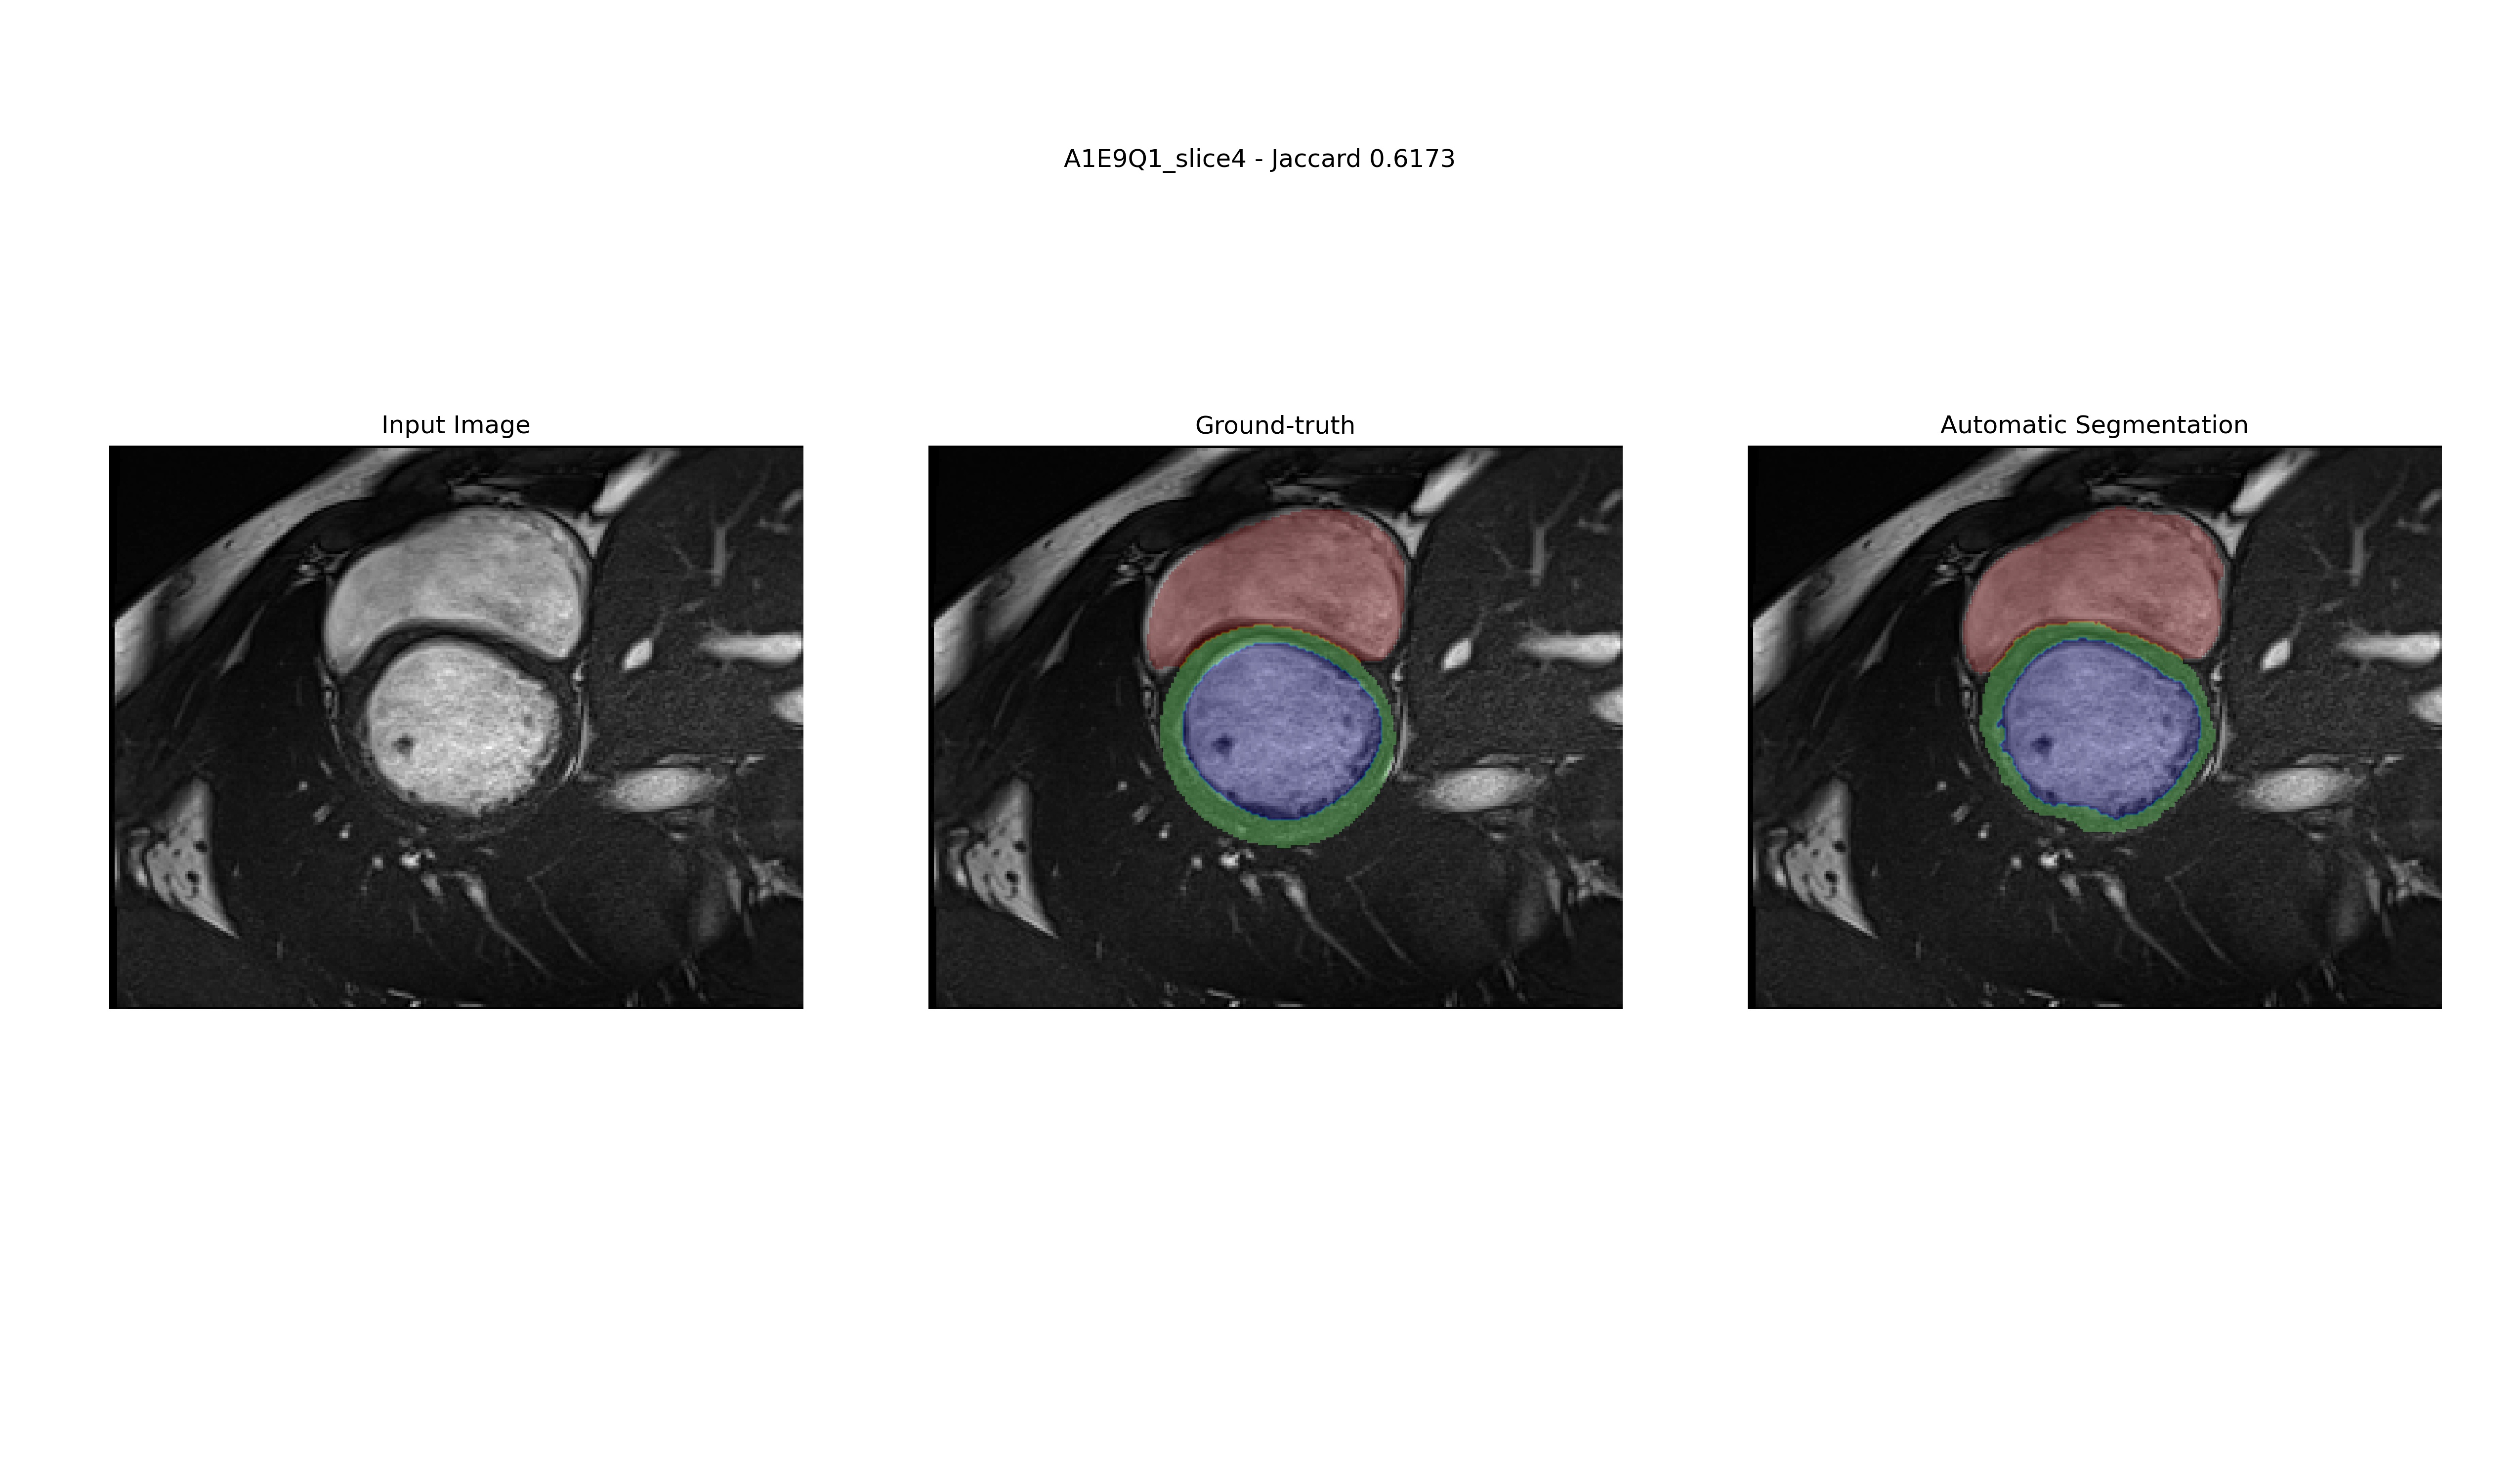 A1E9Q1_slice4 - Jaccard 0.6173
Input Image
Ground-truth
Automatic Segmentation